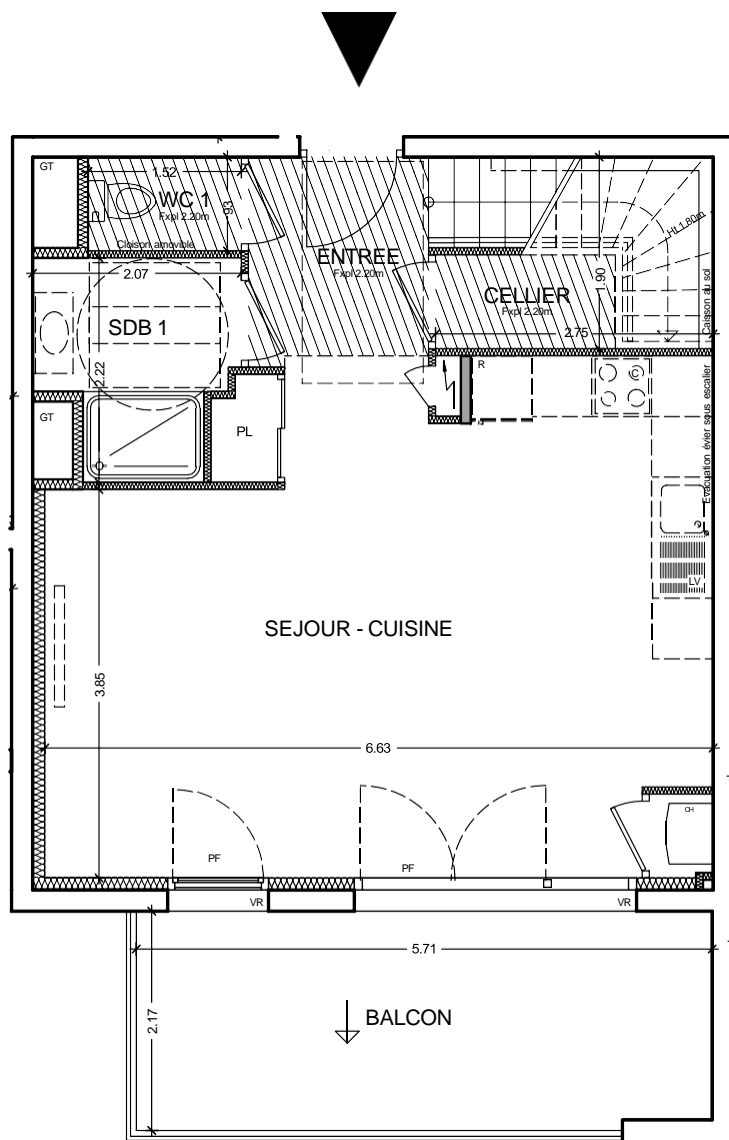 GT
1.52
WC 1
Fxpl 2.20m
.93
Cloison amovible
ENTREE
Fxpl 2.20m
Ht.1,80m
2.07
CELLIER
Fxpl 2.20m
1.90
2.75
Caisson au sol
SDB 1
2.22
GT
PL
R
C
Evacuation évier sous escalier
LV
SEJOUR - CUISINE
3.85
6.63
CH
PF
PF
VR
VR
5.71
2.17
BALCON